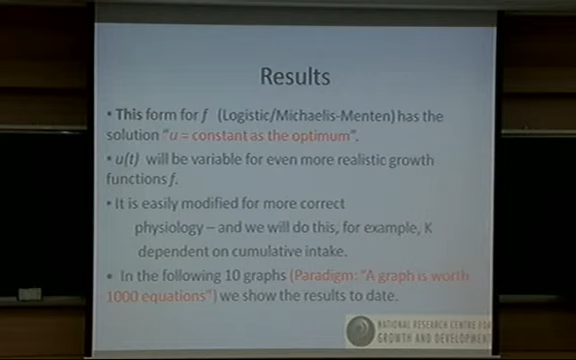 Results
• This form for f (Logistic/Michaelis-Menten) has the
solution "u = constant as the optimum".
• u(t) will be variable for even more realistic growth
functions f.
• It is easily modified for more correct
physiology – and we will do this, for example, K
dependent on cumulative intake.
• In the following 10 graphs (Paradigm: "A graph is worth
1000 equations") we show the results to date.
NATIONAL RESEARCH CENTRE FOR
GROWTH AND DEVELOPMENT